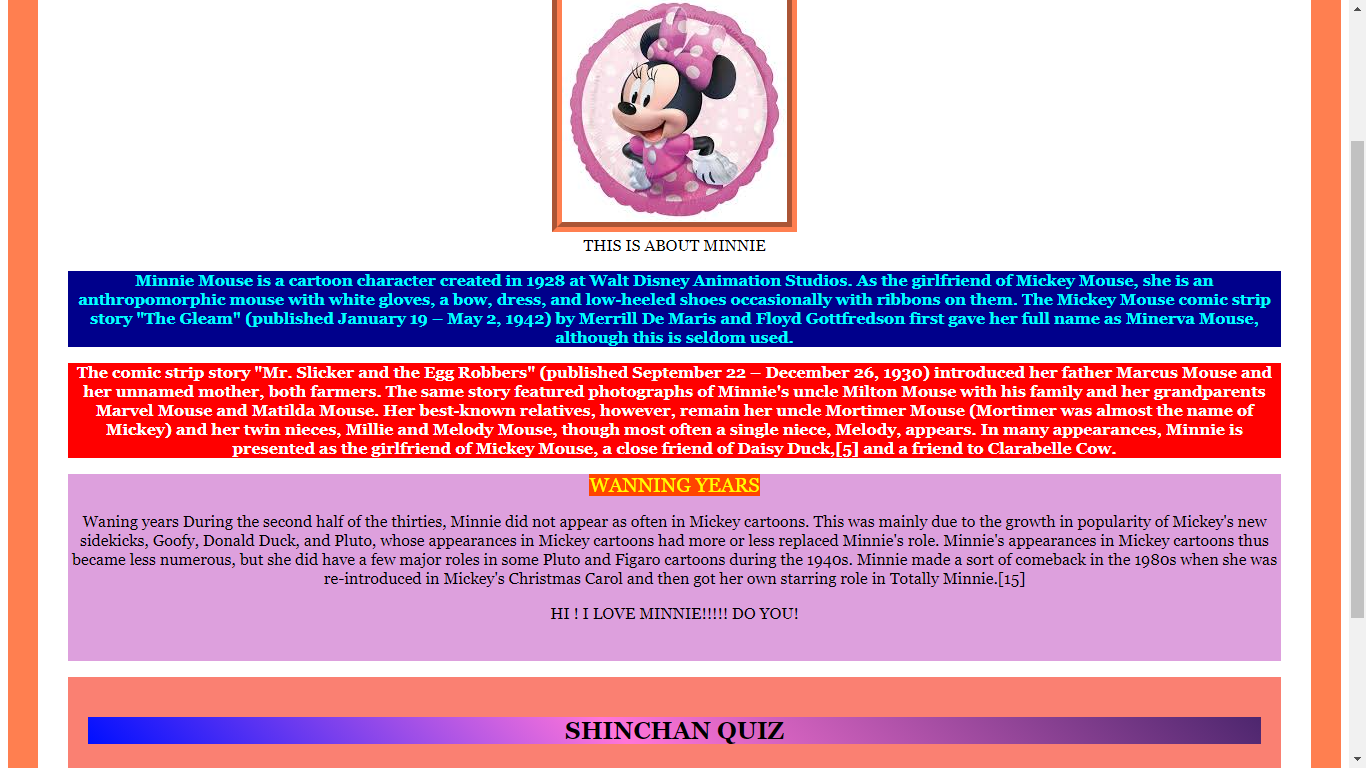 THIS IS ABOUT MINNIE
Minnie Mouse is a cartoon character created in 1928 at Walt Disney Animation Studios. As the girlfriend of Mickey Mouse, she is an
anthropomorphic mouse with white gloves, a bow, dress, and low-heeled shoes occasionally with ribbons on them. The Mickey Mouse comic strip
story "The Gleam" (published January 19 – May 2, 1942) by Merrill De Maris and Floyd Gottfredson first gave her full name as Minerva Mouse,
although this is seldom used.
The comic strip story "Mr. Slicker and the Egg Robbers" (published September 22 – December 26, 1930) introduced her father Marcus Mouse and
her unnamed mother, both farmers. The same story featured photographs of Minnie's uncle Milton Mouse with his family and her grandparents
Marvel Mouse and Matilda Mouse. Her best-known relatives, however, remain her uncle Mortimer Mouse (Mortimer was almost the name of
Mickey) and her twin nieces, Millie and Melody Mouse, though most often a single niece, Melody, appears. In many appearances, Minnie is
presented as the girlfriend of Mickey Mouse, a close friend of Daisy Duck,[5] and a friend to Clarabelle Cow.
WANNING YEARS
Waning years During the second half of the thirties, Minnie did not appear as often in Mickey cartoons. This was mainly due to the growth in popularity of Mickey's new
sidekicks, Goofy, Donald Duck, and Pluto, whose appearances in Mickey cartoons had more or less replaced Minnie's role. Minnie's appearances in Mickey cartoons thus
became less numerous, but she did have a few major roles in some Pluto and Figaro cartoons during the 1940s. Minnie made a sort of comeback in the 1980s when she was
re-introduced in Mickey's Christmas Carol and then got her own starring role in Totally Minnie.[15]
HI ! I LOVE MINNIE!!!!! DO YOU!
SHINCHAN QUIZ